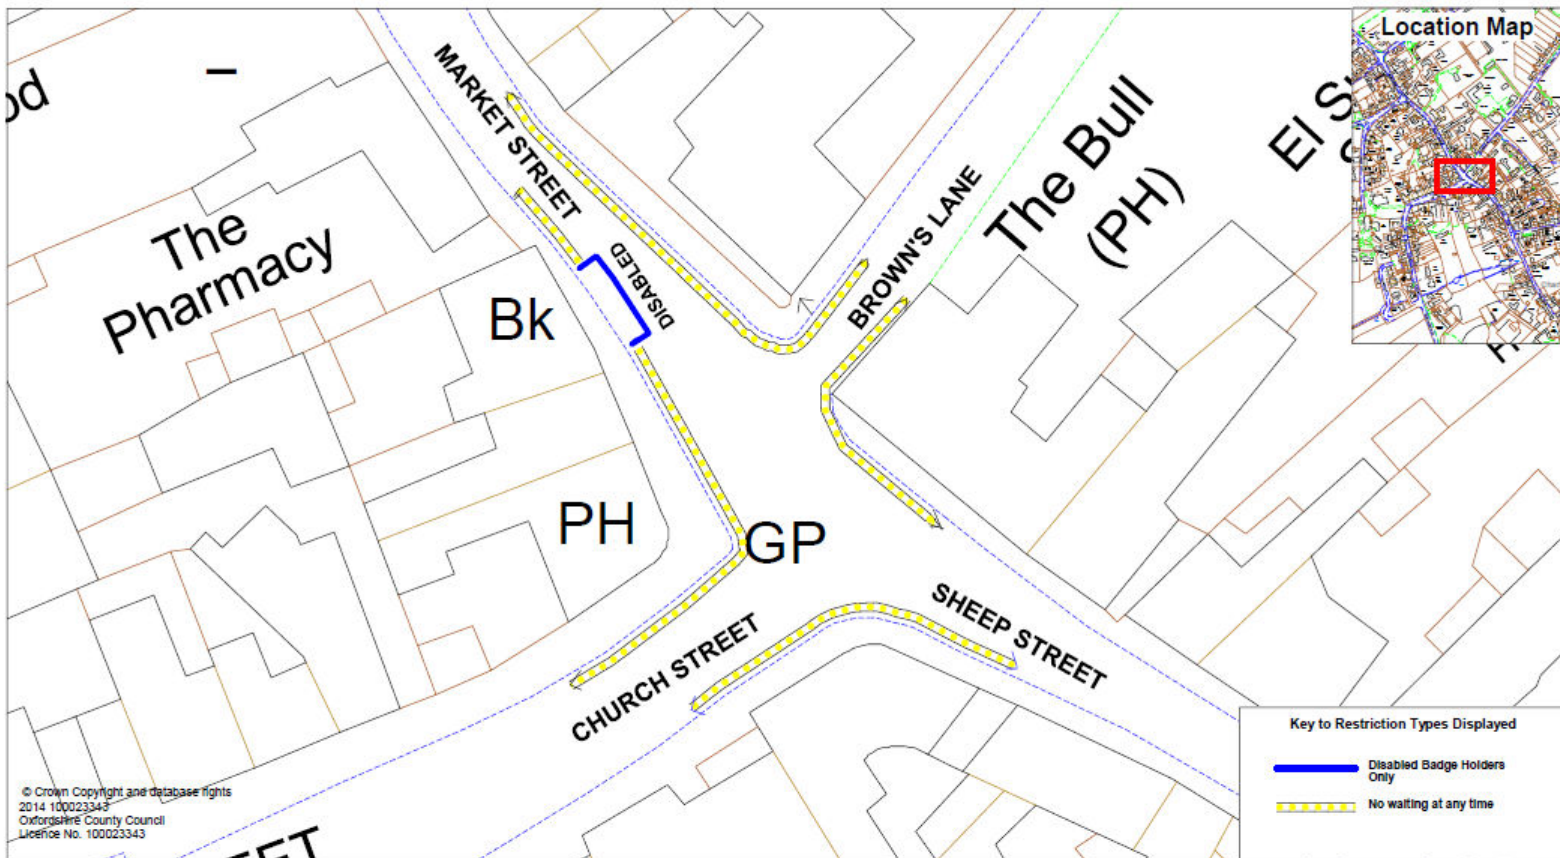 Location Map
MARKET STREET
The
Pharmacy
DISABLED
Bk
BROWN'S LANE
The Bull
(PH)
PH
GP
CHURCH STREET
SHEEP STREET
Key to Restriction Types Displayed
Disabled Badge Holders
Only
No waiting at any time
© Crown Copyright and database rights
2014 100023343
Oxfordshire County Council
Licence No. 100023343